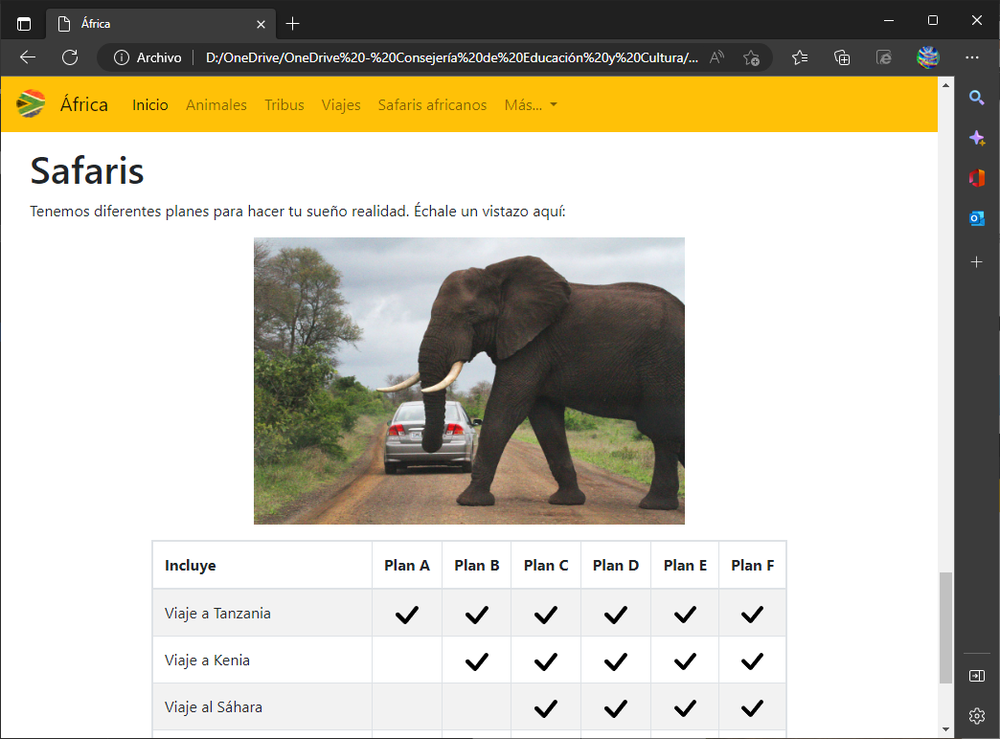 África
Archivo D:/OneDrive/OneDrive%20-%20Consejería%20de%20Educación%20y%20Cultura/...
África Inicio Animales Tribus Viajes Safaris africanos Más...
Safaris
Tenemos diferentes planes para hacer tu sueño realidad. Échale un vistazo aquí:
Incluye Plan A Plan B Plan C Plan D Plan E Plan F
Viaje a Tanzania
Viaje a Kenia
Viaje al Sáhara